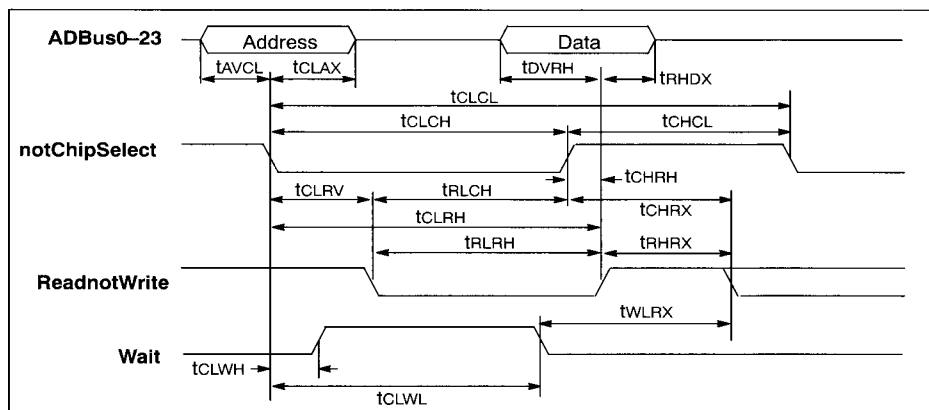 ADBus0–23
Address
Data
tAVCL
tCLAX
tDVRH
tRHDX
tCLCL
tCLCH
tCHCL
notChipSelect
tCHRH
tCLRV
tRLCH
tCHRX
tCLRH
tRLRH
tRHRX
ReadnotWrite
tWLRX
Wait
tCLWH
tCLWL